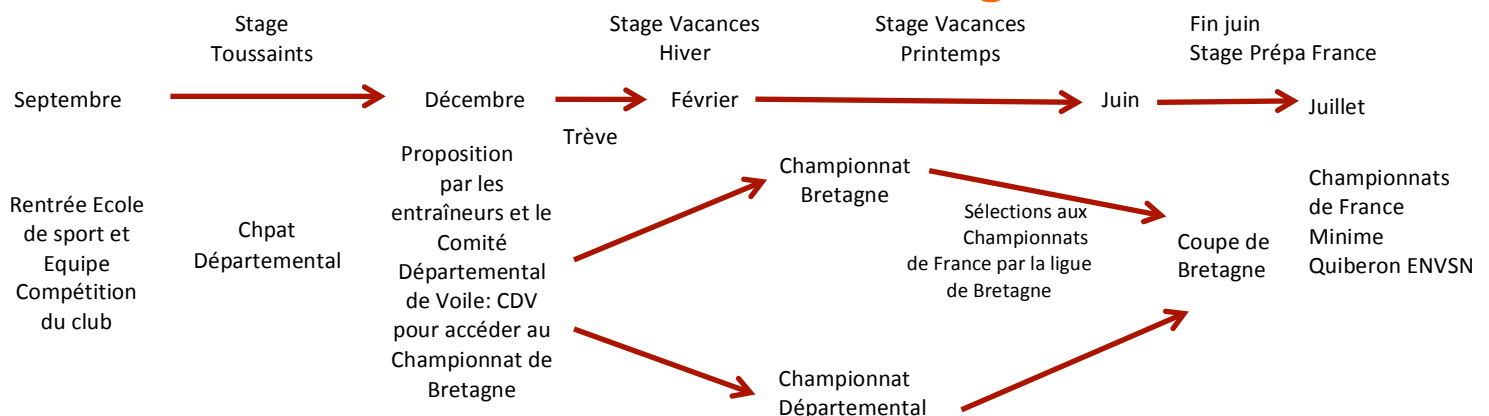 Stage
Toussaints
Stage Vacances
Hiver
Stage Vacances
Printemps
Fin juin
Stage Prépa France
Septembre
Décembre
Février
Juin
Juillet
Trève
Rentrée Ecole
de sport et
Equipe
Compétition
du club
Chpat
Départemental
Proposition
par les
entraîneurs et le
Comité
Départemental
de Voile: CDV
pour accéder au
Championnat de
Bretagne
Championnat
Bretagne
Sélections aux
Championnats
de France par la ligue
de Bretagne
Championnat
Départemental
Coupe de
Bretagne
Championnats
de France
Minime
Quiberon ENVSN